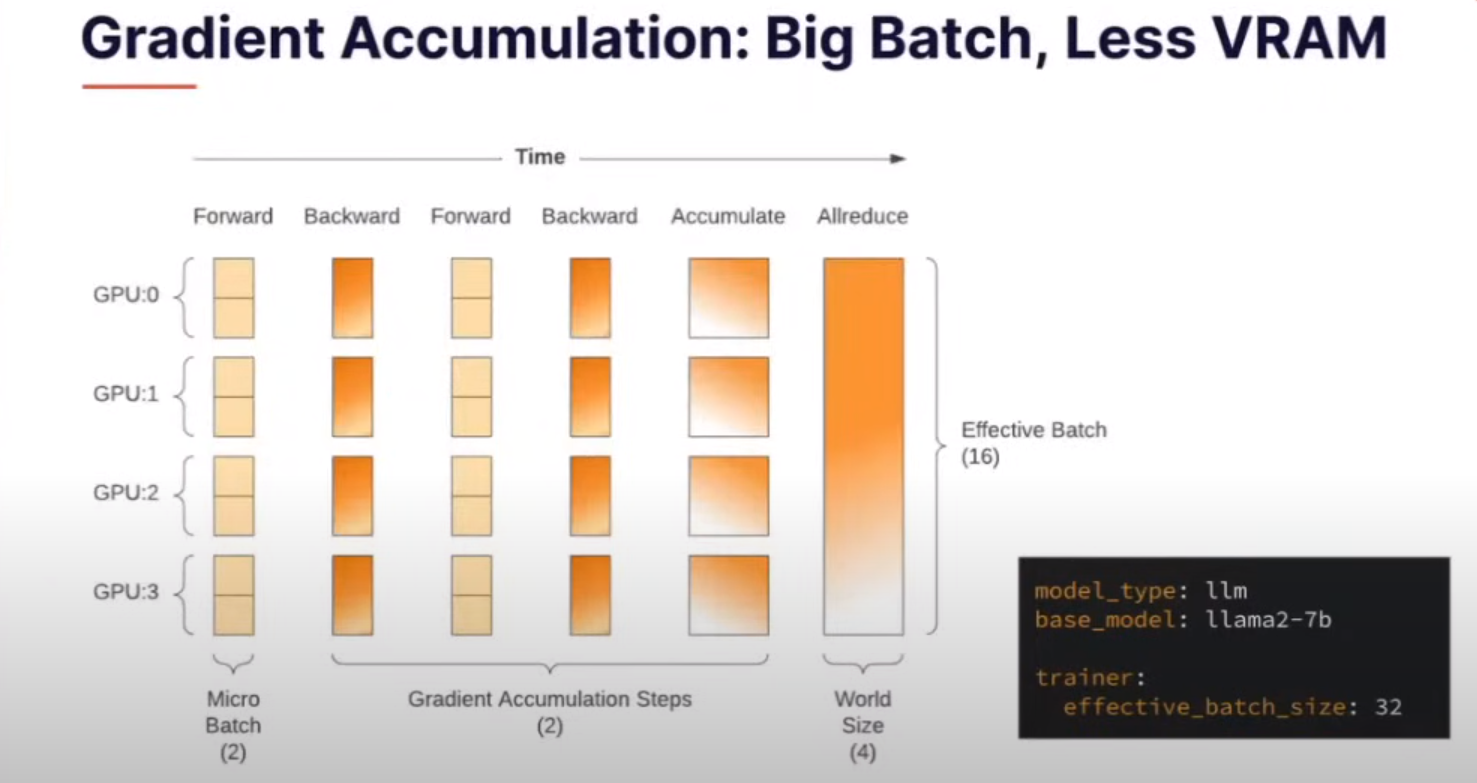 Gradient Accumulation: Big Batch, Less VRAM
Time
Forward Backward Forward Backward Accumulate Allreduce
GPU:0
GPU:1
GPU:2
GPU:3
Effective Batch
(16)
Micro
Batch
(2)
Gradient Accumulation Steps
(2)
World
Size
(4)
model_type: llm
base_model: llama2-7b
trainer:
effective_batch_size: 32